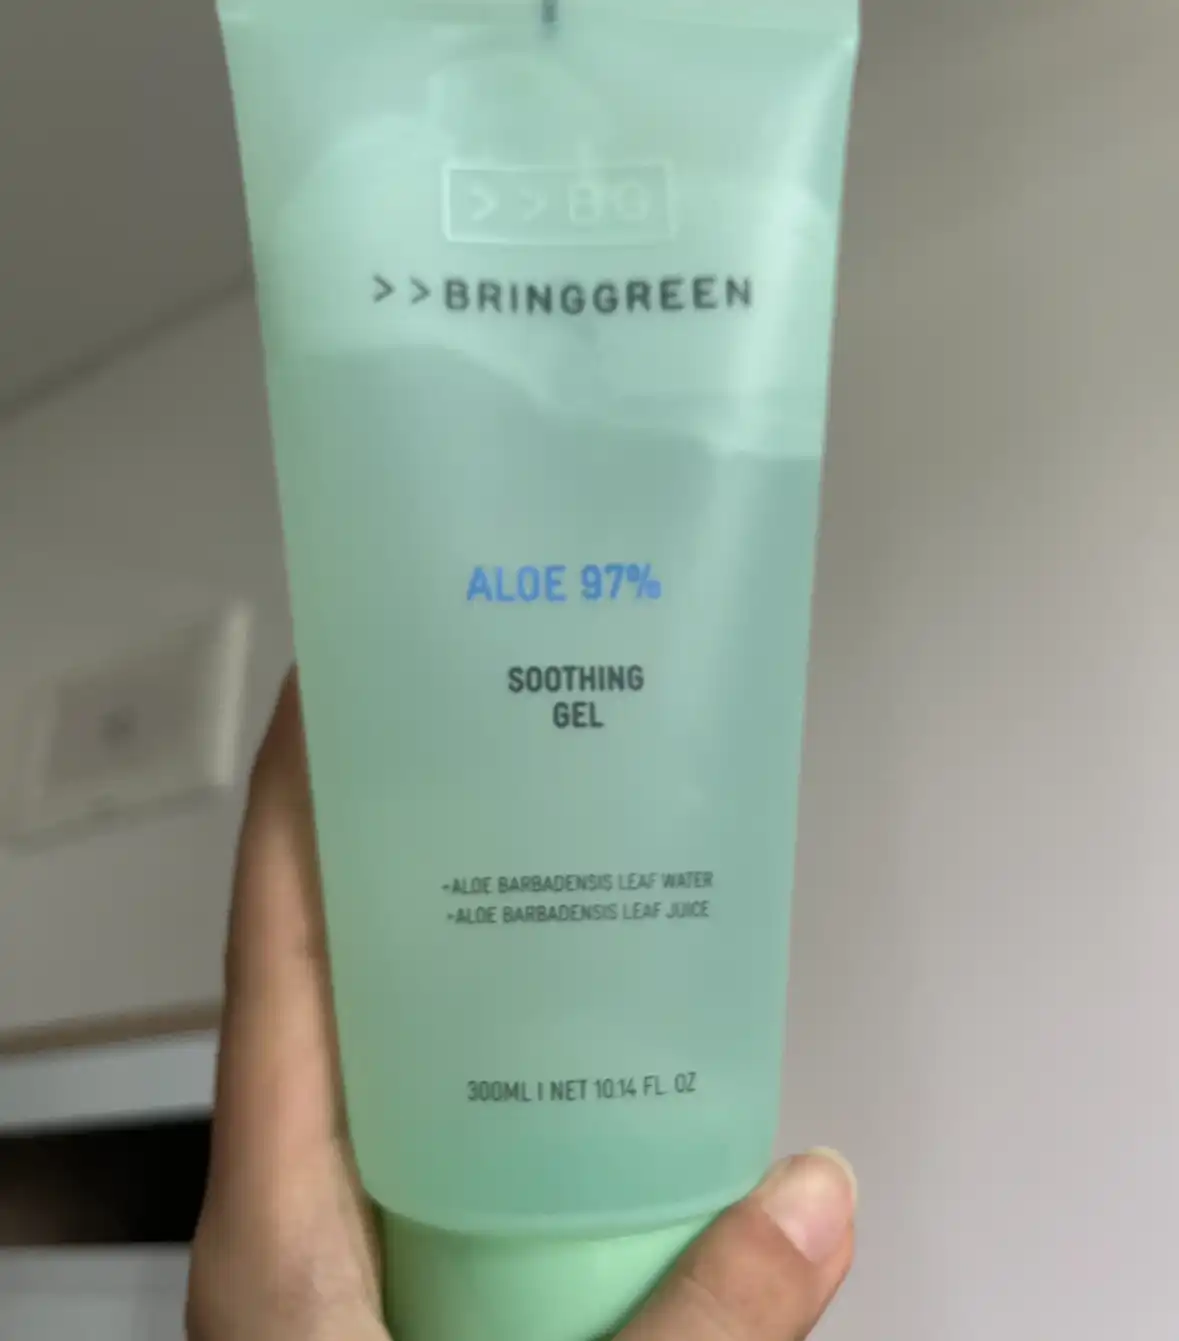 >>BG
>>BRINGGREEN
ALOE 97%
SOOTHING
GEL
•ALOE BARBADENSIS LEAF WATER
•ALOE BARBADENSIS LEAF JUICE
300ML | NET 10.14 FL. OZ